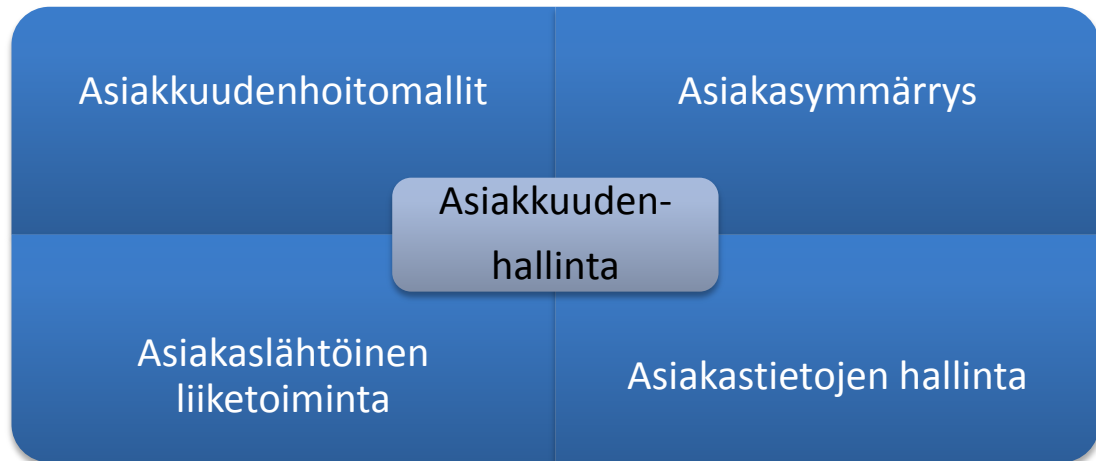 Asiakkuudenhoitomallit
Asiakasymmärrys
Asiakkuuden-
hallinta
Asiakaslähtöinen
liiketoiminta
Asiakastietojen hallinta